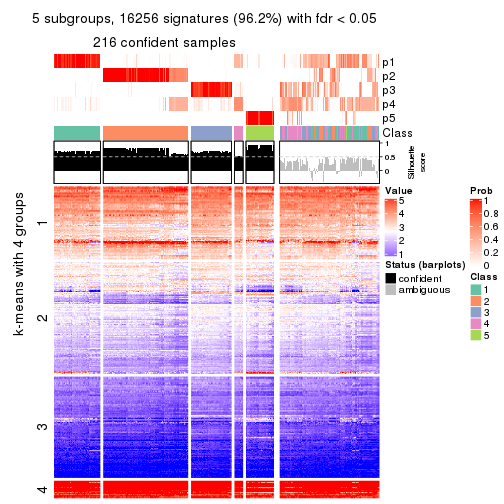 5 subgroups, 16256 signatures (96.2%) with fdr < 0.05
216 confident samples
p1
p2
p3
p4
p5
Class
1
0.5
0
Silhouette
score
k-means with 4 groups
1
2
3
4
Value
5
4
3
2
1
Status (barplots)
confident
ambiguous
Prob
1
0.8
0.6
0.4
0.2
0
Class
1
2
3
4
5